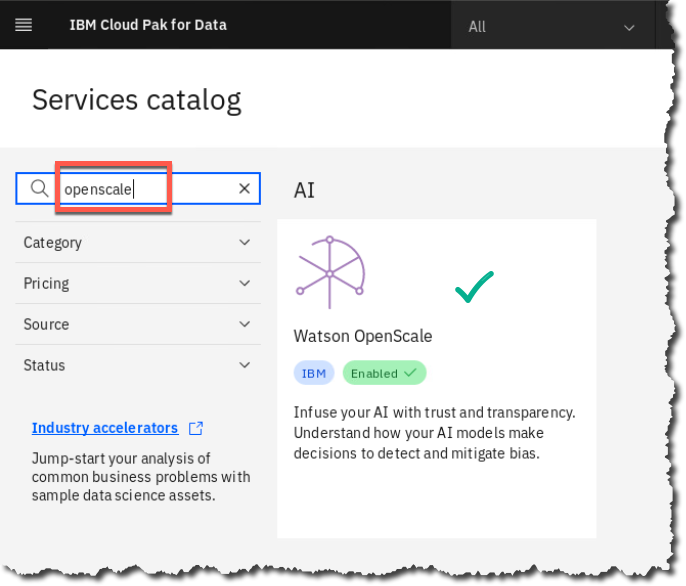 IBM Cloud Pak for Data
All
Services catalog
openscale
Category
Pricing
Source
Status
Industry accelerators
Jump-start your analysis of
common business problems with
sample data science assets.
AI
Watson OpenScale
IBM
Enabled
Infuse your AI with trust and transparency.
Understand how your AI models make
decisions to detect and mitigate bias.